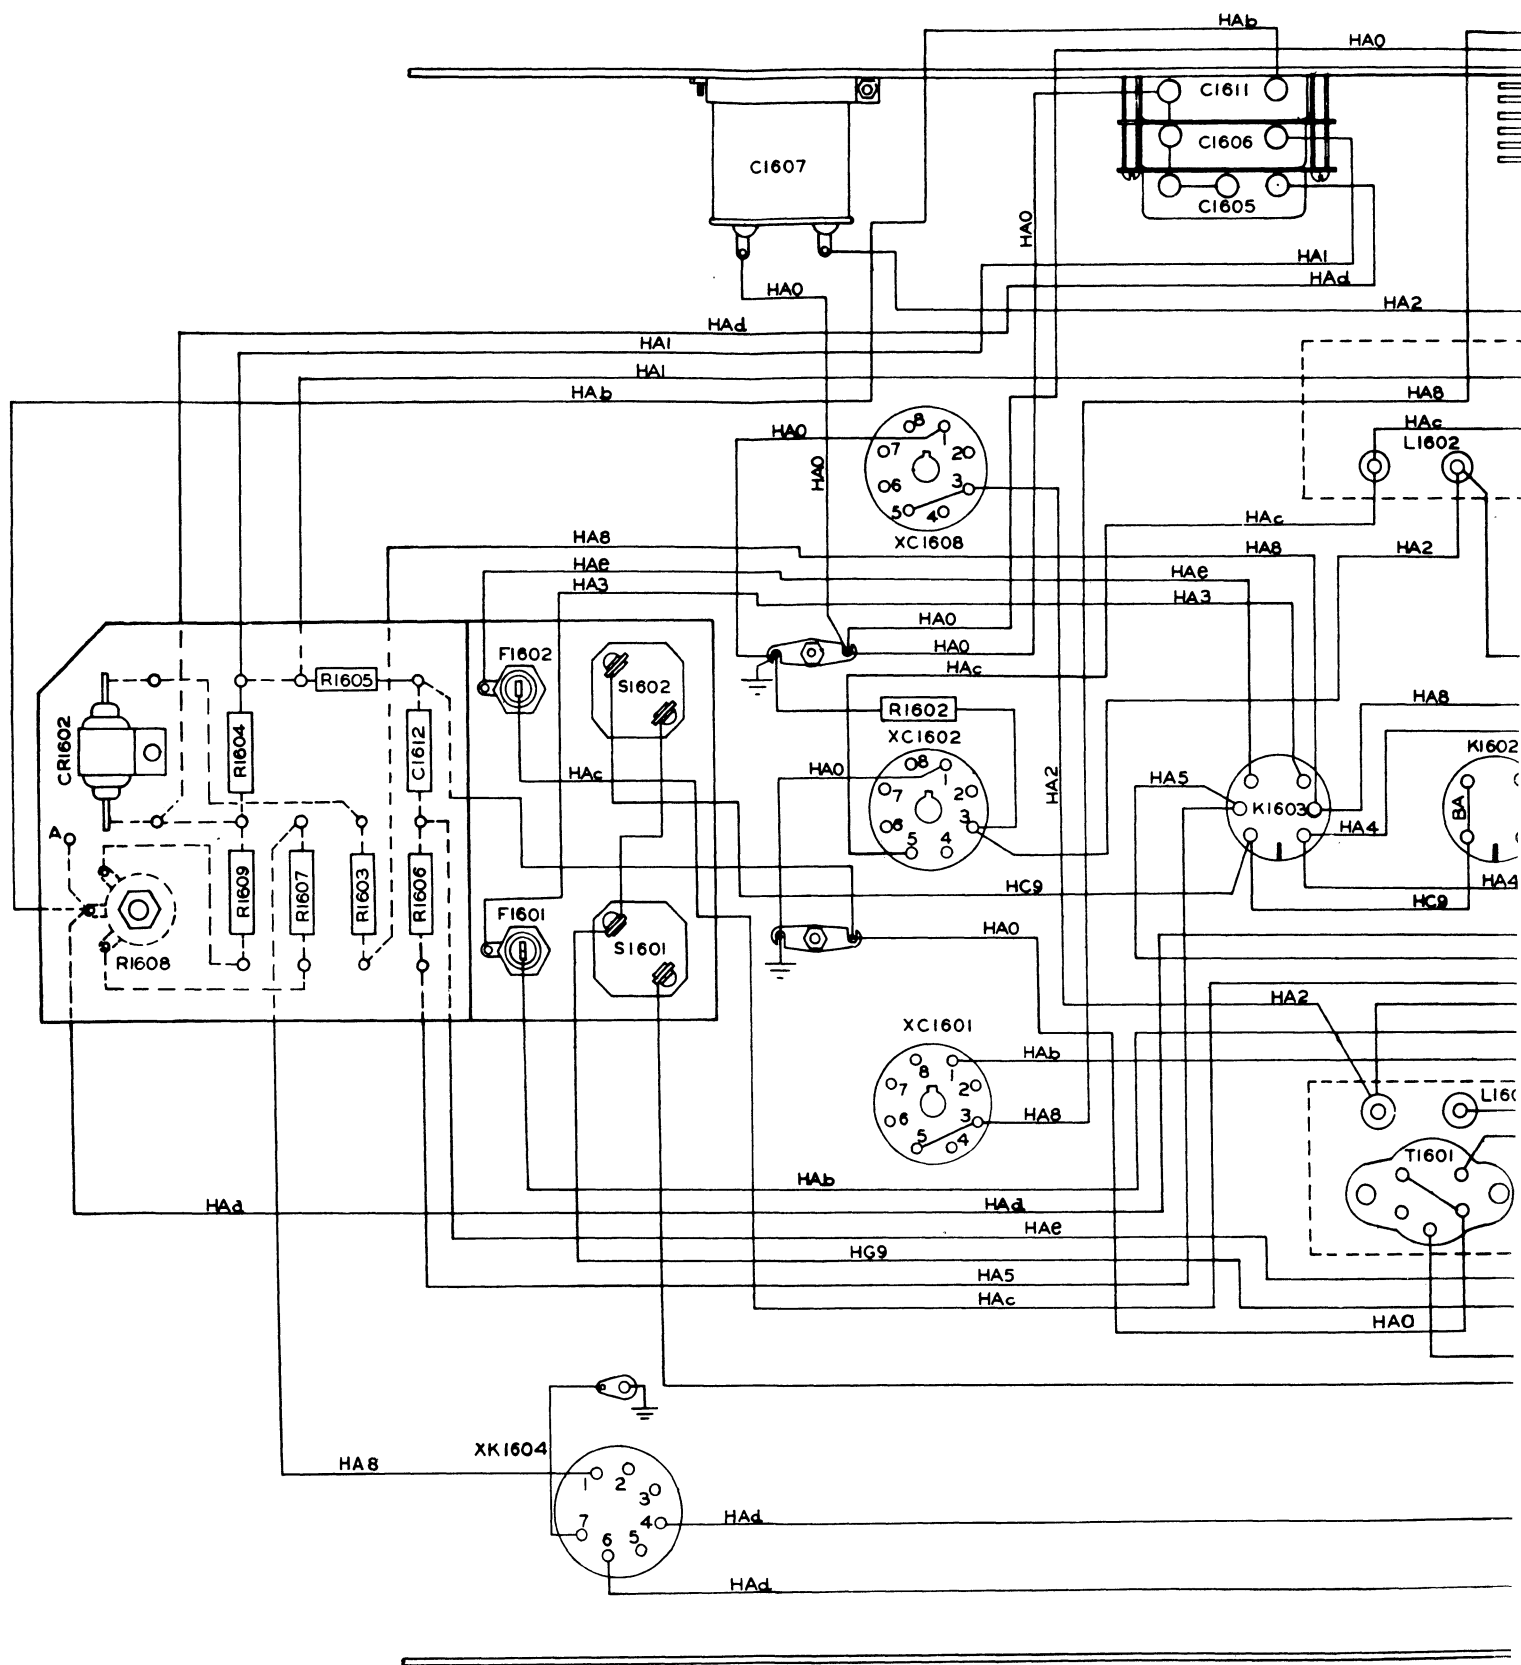 HAb
HA0
C1611
C1606
C1607
C1605
HA0
HA1
HAd
HA0
HA2
HAd
HA1
HA1
HAb
HA8
HAc
L1602
HA0
HA0
8
1
7
2
6
3
5
4
XC1608
HAc
HA8
HA8
HA2
HAe
HAe
HA3
HA3
HA0
HA0
HAc
F1602
S1602
R1605
R1602
XC1602
HA8
K1602
CR1602
R1604
C1612
HAc
HA0
8
1
7
2
6
3
5
4
HA2
HA5
K1603
HA4
BA
A
R1609
R1607
R1603
R1606
HC9
HA4
HC9
F1601
S1601
R1608
HA0
HA2
XC1601
HAb
8
1
7
2
6
3
5
4
HA8
L160
T1601
HAb
HAd
HAd
HAe
HG9
HA5
HAc
HA0
XK1604
HA8
1
2
3
7
4
6
5
HAd
HAd